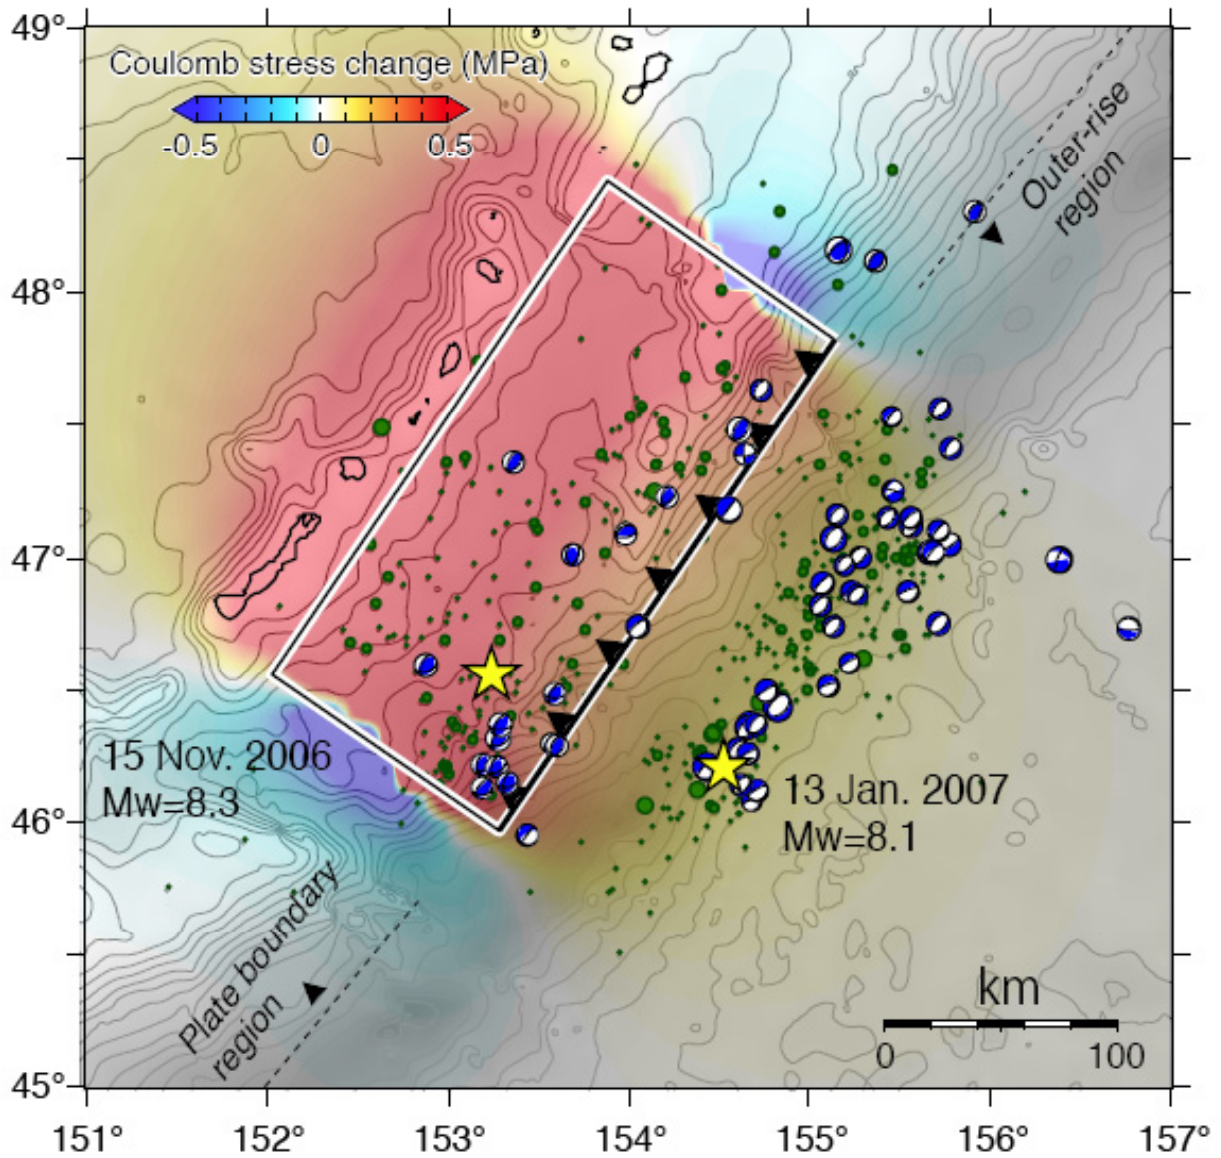 Coulomb stress change (MPa)
-0.5 0 0.5
Outer-rise
region
15 Nov. 2006
Mw=8.3
13 Jan. 2007
Mw=8.1
Plate boundary
region
km
0 100
49°
48°
47°
46°
45°
151° 152° 153° 154° 155° 156° 157°